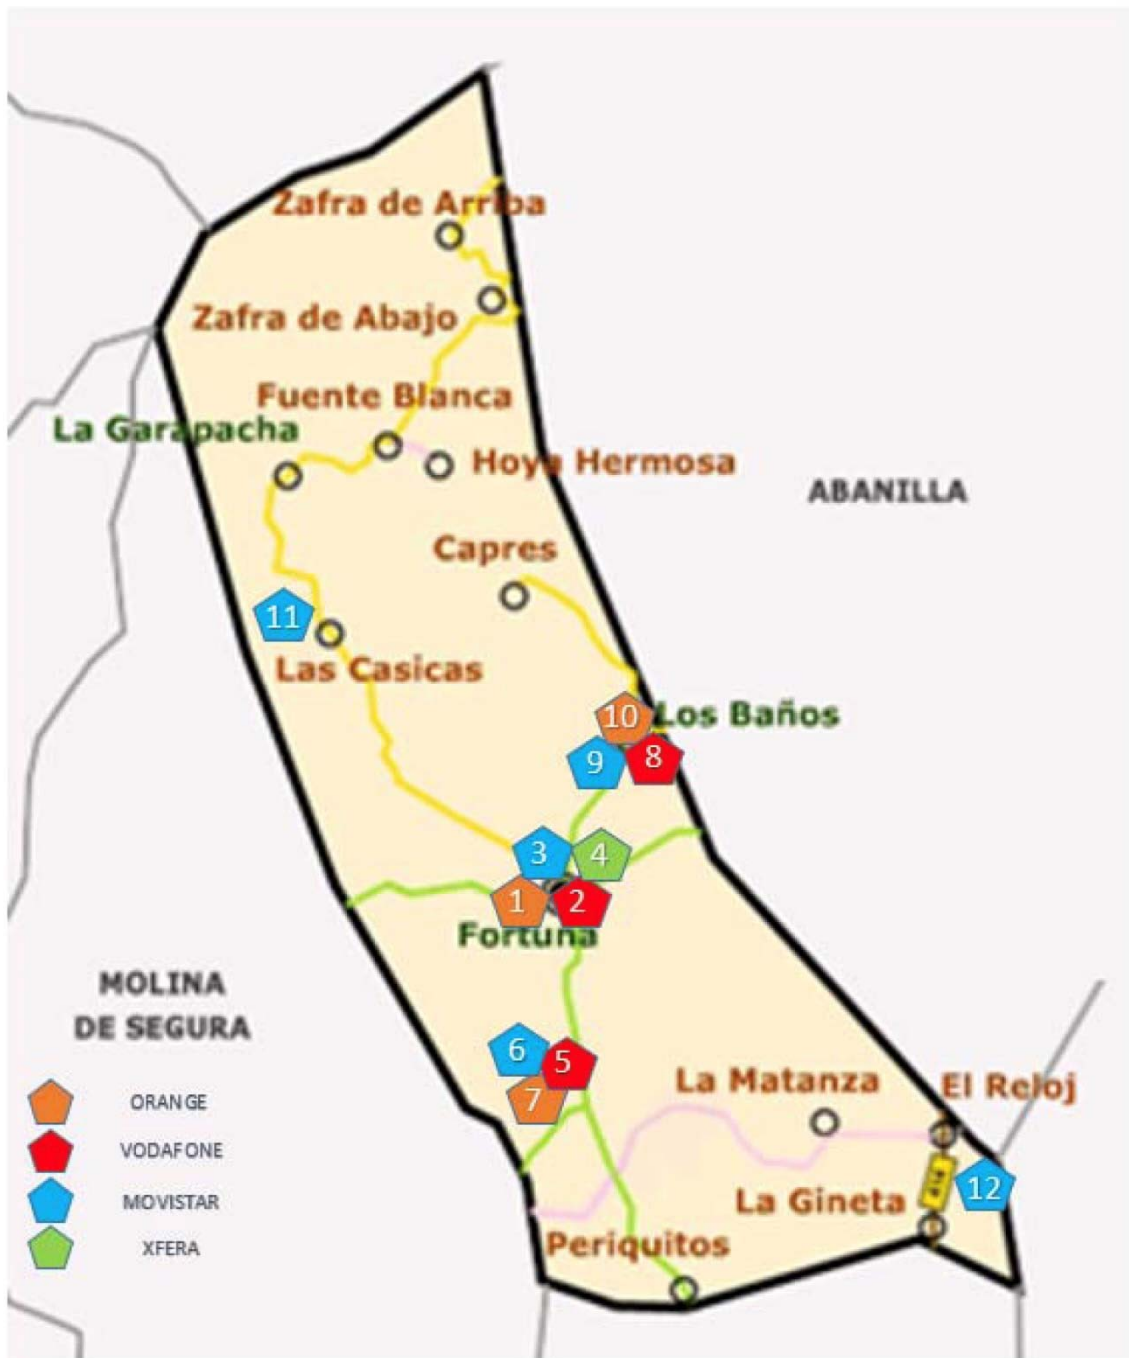 Zafra de Arriba
Zafra de Abajo
Fuente Blanca
La Garapacha
Hoya Hermosa
ABANILLA
Capres
11
Las Casicas
10
Los Baños
9
8
3
4
1
2
Fortuna
MOLINA
DE SEGURA
6
5
7
La Matanza
El Reloj
12
La Gineta
Periquitos
ORANGE
VODAFONE
MOVISTAR
XFERA